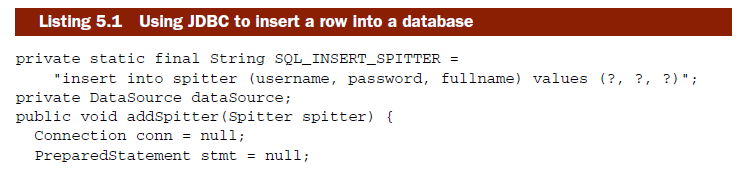 Listing 5.1 Using JDBC to insert a row into a database
private static final String SQL_INSERT_SPITTER =
"insert into spitter (username, password, fullname) values (?, ?, ?)";
private DataSource dataSource;
public void addSpitter(Spitter spitter) {
Connection conn = null;
PreparedStatement stmt = null;